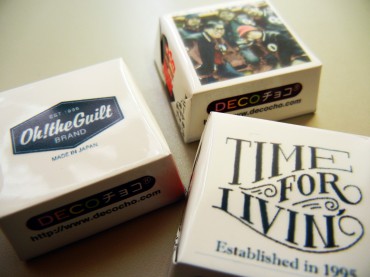 EST 1995
Oh!theGuilt
BRAND
MADE IN JAPAN
DECOチョコ
http://www.decocho.com
DECOチョコ
www.decocho.com
TIME
FOR
LIVIN'
Established in 1995